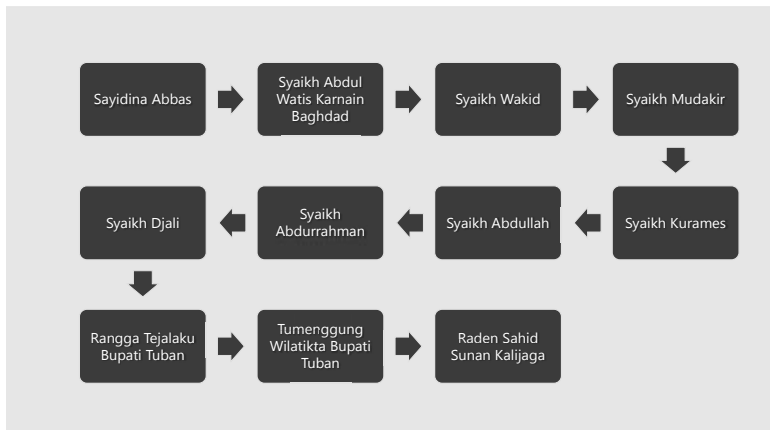 Sayidina Abbas
Syaikh Abdul
Watis Karnain
Baghdad
Syaikh Wakid
Syaikh Mudakir
Syaikh Kurames
Syaikh Abdullah
Syaikh
Abdurrahman
Syaikh Djali
Rangga Tejalaku
Bupati Tuban
Tumenggung
Wilatikta Bupati
Tuban
Raden Sahid
Sunan Kalijaga